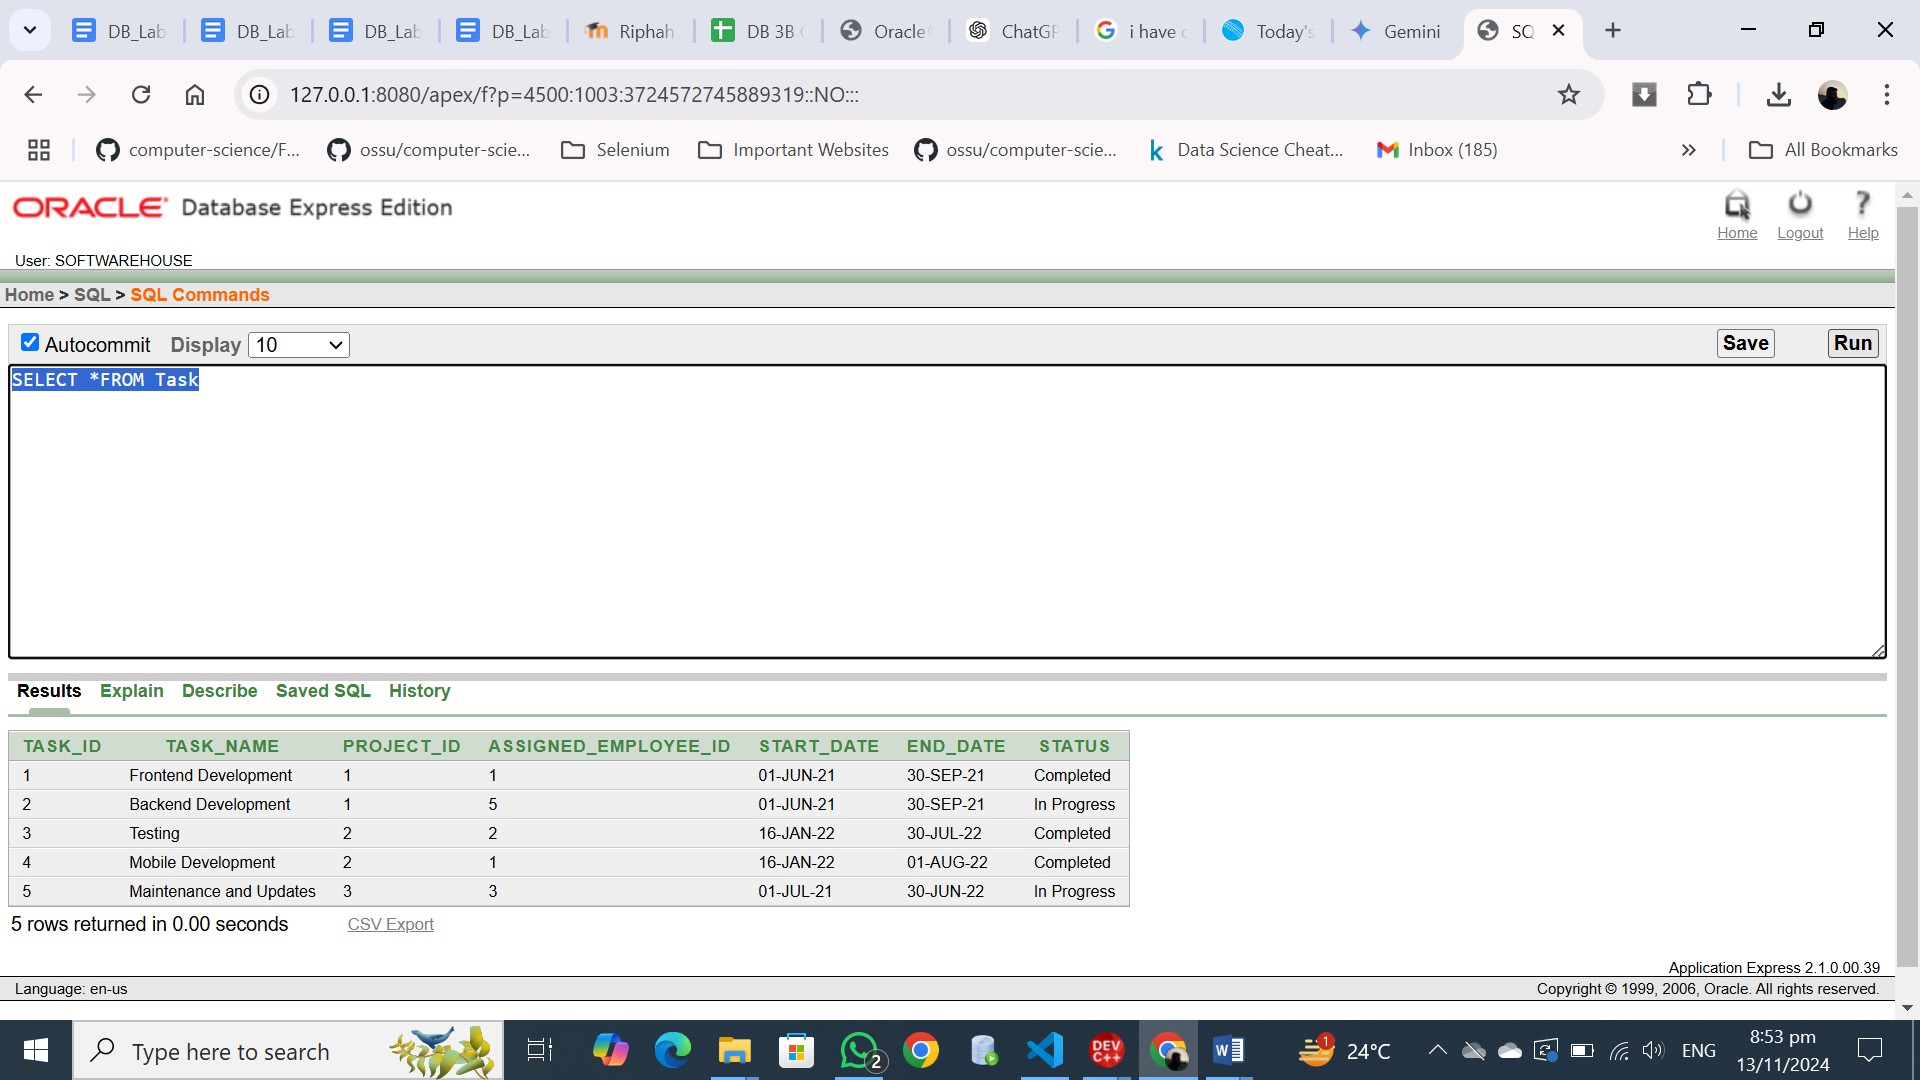 DB_Lab DB_Lab DB_Lab DB_Lab Riphah DB 3B Oracle ChatGP i have Today's Gemini SQ
127.0.0.1:8080/apex/f?p=4500:1003:3724572745889319::NO:::
computer-science/F... ossu/computer-scie... Selenium Important Websites ossu/computer-scie... Data Science Cheat... Inbox (185) » All Bookmarks
ORACLE Database Express Edition
Home Logout Help
User: SOFTWAREHOUSE
Home > SQL > SQL Commands
Autocommit Display 10 Save Run
SELECT *FROM Task
Results Explain Describe Saved SQL History
TASK_ID TASK_NAME PROJECT_ID ASSIGNED_EMPLOYEE_ID START_DATE END_DATE STATUS
1 Frontend Development 1 1 01-JUN-21 30-SEP-21 Completed
2 Backend Development 1 5 01-JUN-21 30-SEP-21 In Progress
3 Testing 2 2 16-JAN-22 30-JUL-22 Completed
4 Mobile Development 2 1 16-JAN-22 01-AUG-22 Completed
5 Maintenance and Updates 3 3 01-JUL-21 30-JUN-22 In Progress
5 rows returned in 0.00 seconds CSV Export
Application Express 2.1.0.00.39
Language: en-us Copyright © 1999, 2006, Oracle. All rights reserved.
Type here to search 2 DEV C++ 1 24°C ENG 8:53 pm
13/11/2024